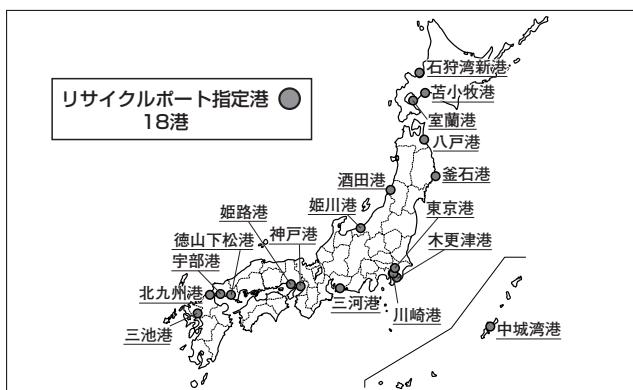 リサイクルポート指定港
18港
石狩湾新港
苫小牧港
室蘭港
八戸港
釜石港
酒田港
姫川港
東京港
姫路港
神戸港
木更津港
徳山下松港
宇部港
北九州港
三河港
川崎港
三池港
中城湾港